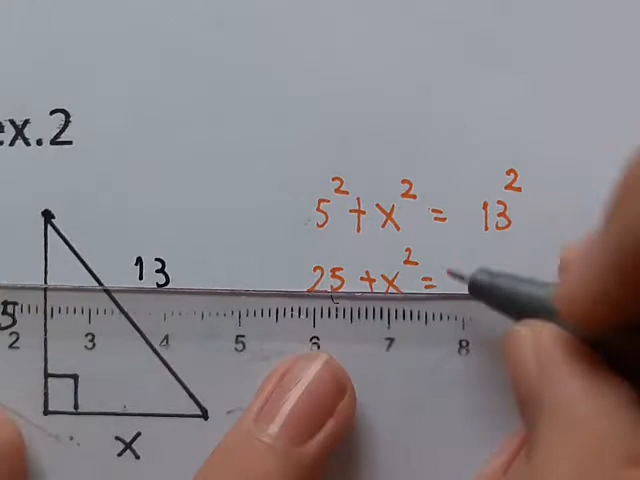 ex.2
5² + x² = 13²
13
25 + x² =
5
2 3 4 5 6 7 8
x